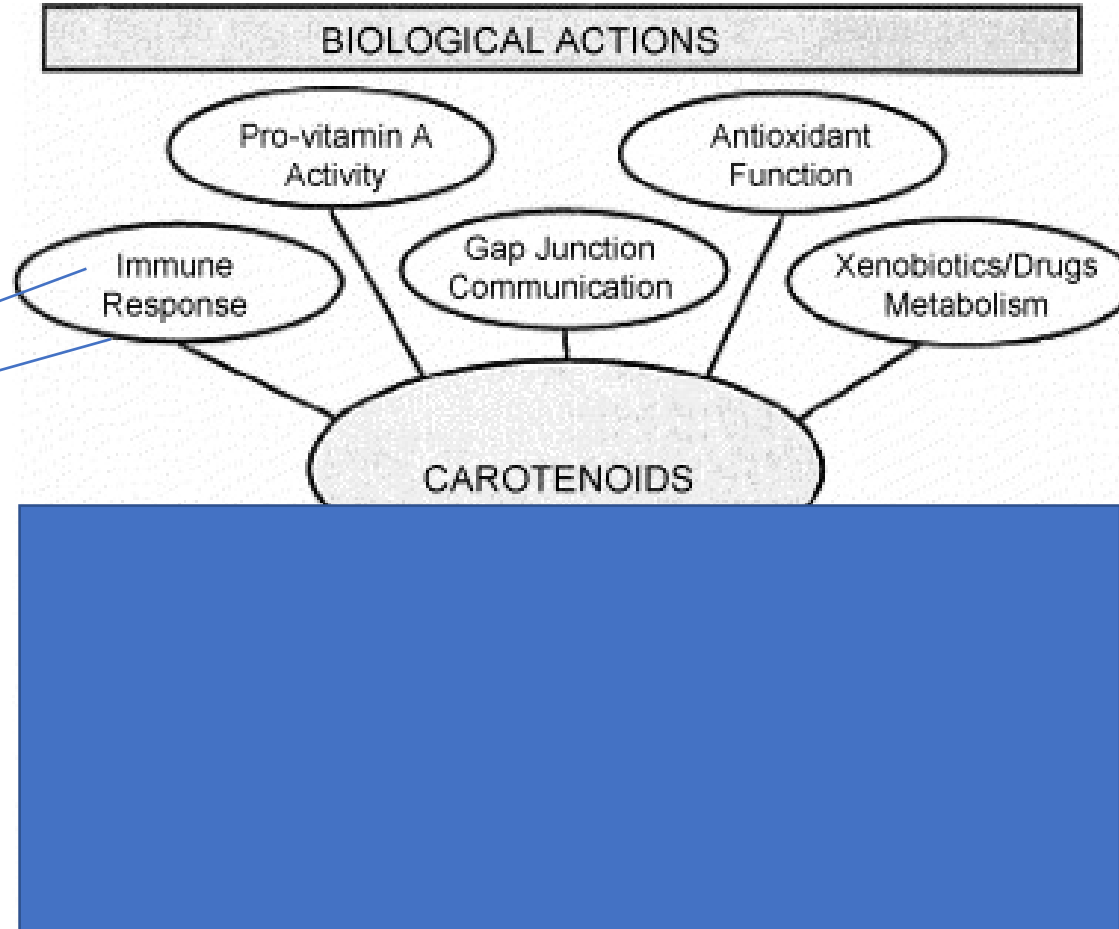 BIOLOGICAL ACTIONS
Pro-vitamin A
Activity
Antioxidant
Function
Immune
Response
Gap Junction
Communication
Xenobiotics/Drugs
Metabolism
CAROTENOIDS